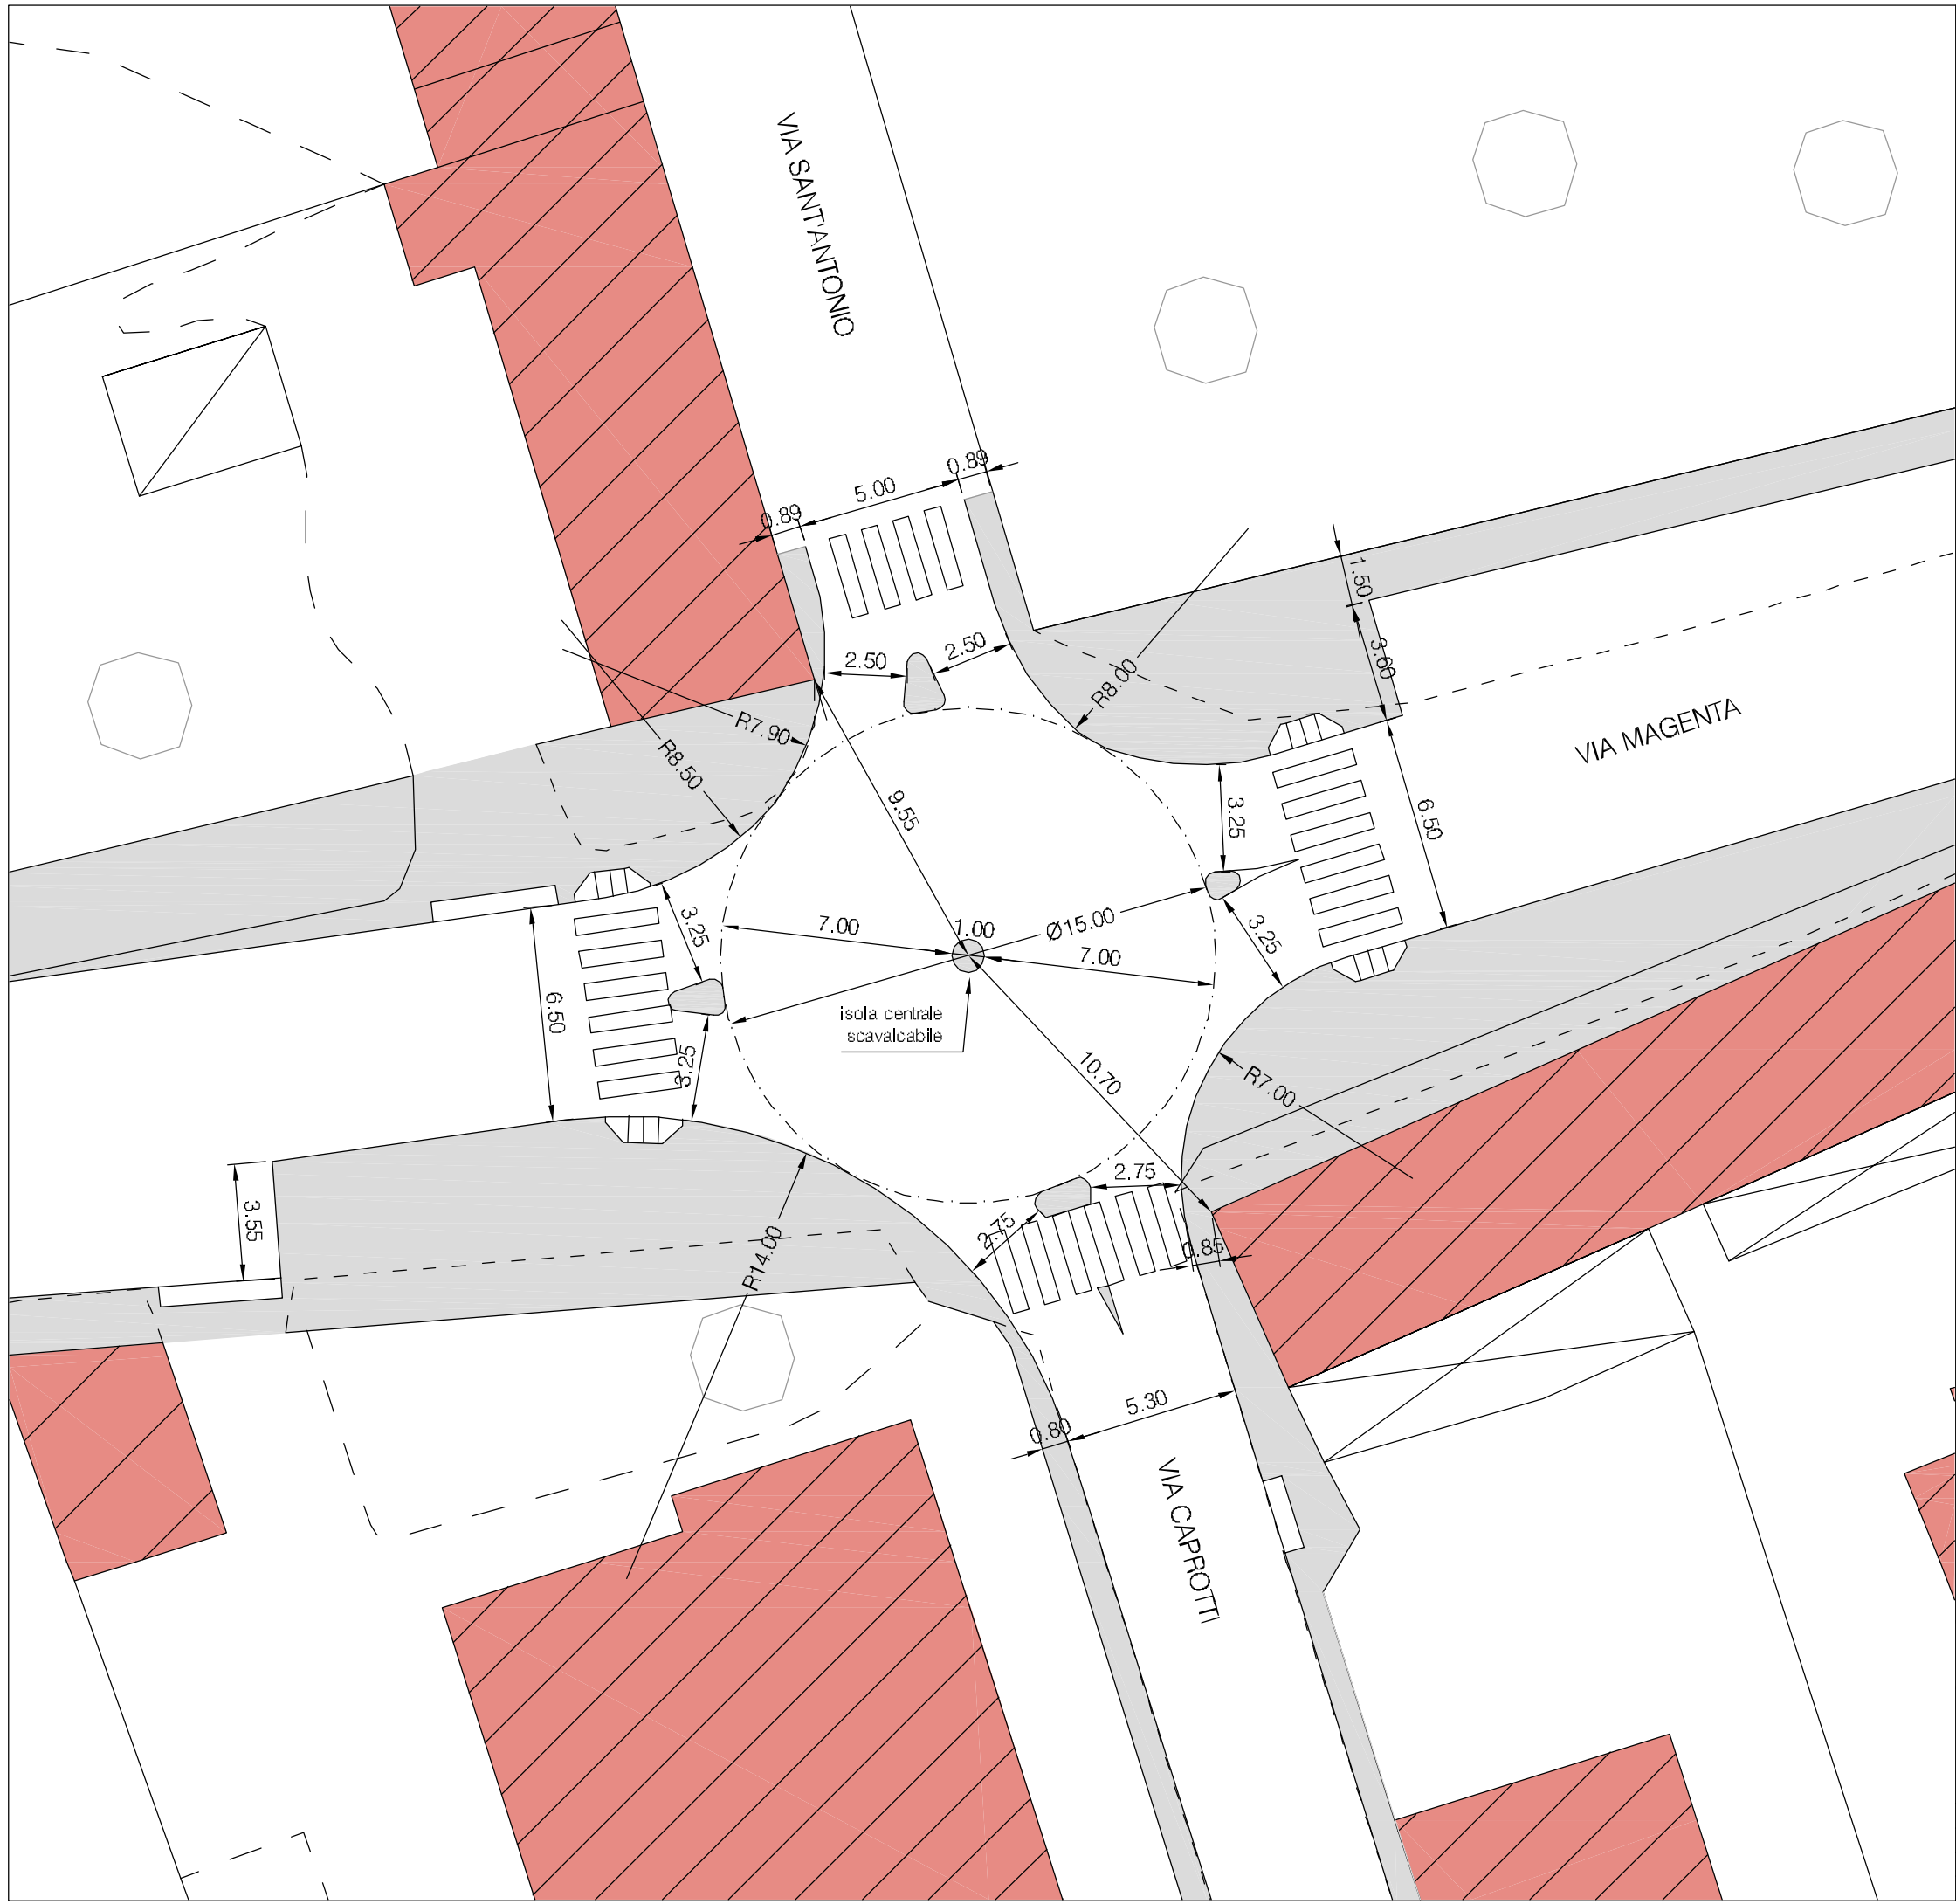 VIA SANT'ANTONIO
0.89
5.00
0.89
1.50
3.60
2.50
2.50
R8.00
R7.90
R8.50
VIA MAGENTA
9.55
3.25
6.50
3.25
7.00
1.00
Ø15.00
3.25
7.00
6.50
isola centrale
scavalcabile
3.25
10.70
R7.00
2.75
3.55
2.75
0.85
R14.00
5.30
0.80
VIA CAPROTTI